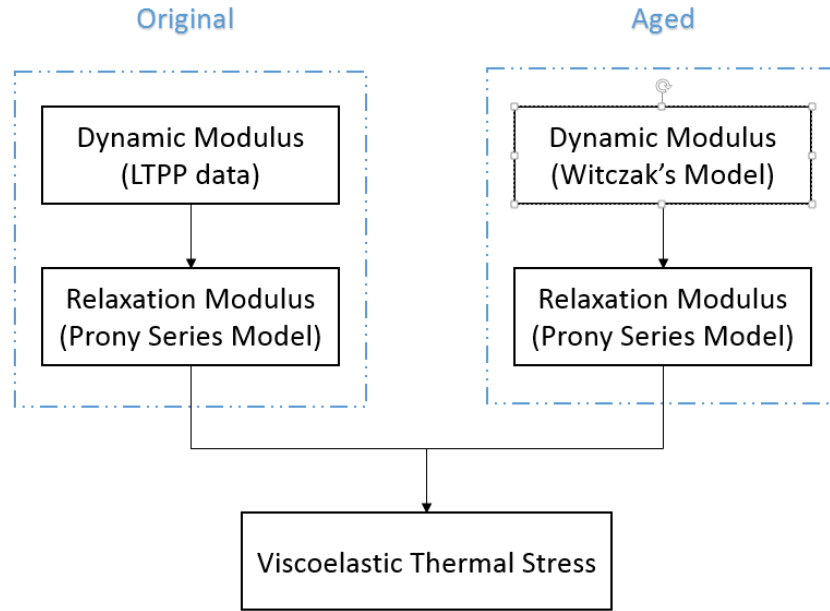 Original
Aged
Dynamic Modulus
(LTPP data)
Dynamic Modulus
(Witczak's Model)
Relaxation Modulus
(Prony Series Model)
Relaxation Modulus
(Prony Series Model)
Viscoelastic Thermal Stress